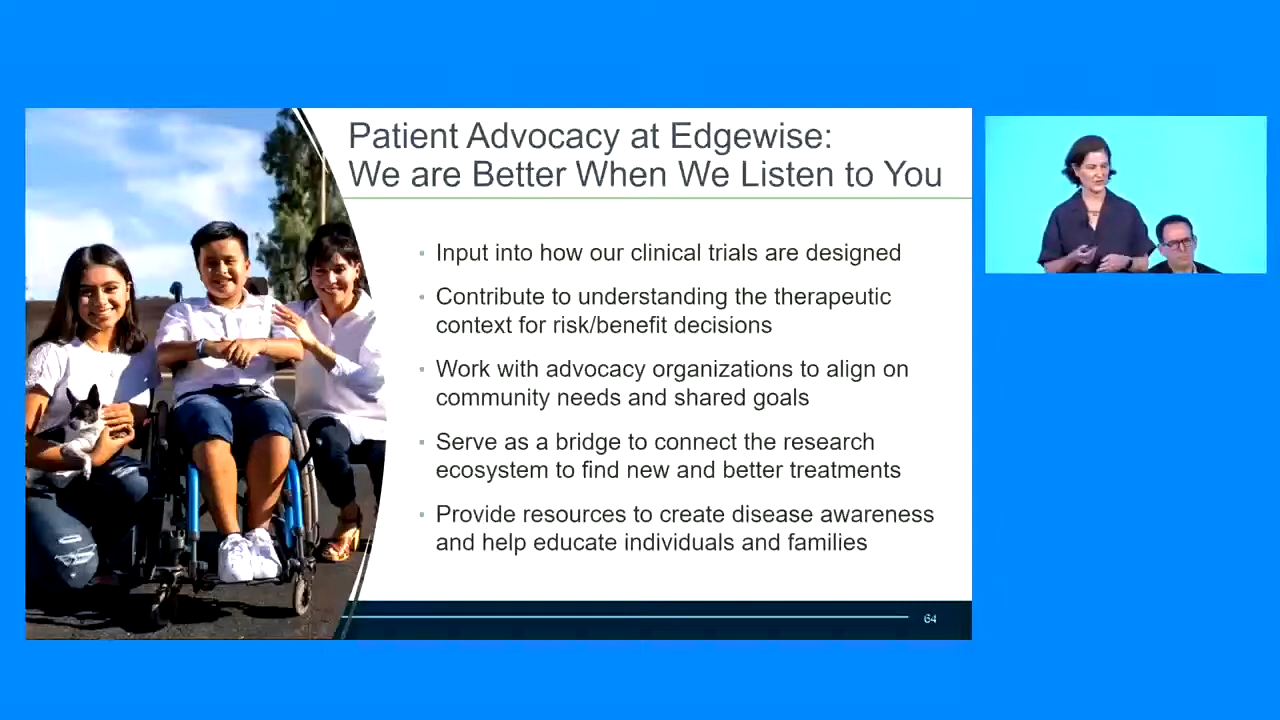 Patient Advocacy at Edgewise:
We are Better When We Listen to You
• Input into how our clinical trials are designed
• Contribute to understanding the therapeutic
context for risk/benefit decisions
• Work with advocacy organizations to align on
community needs and shared goals
• Serve as a bridge to connect the research
ecosystem to find new and better treatments
• Provide resources to create disease awareness
and help educate individuals and families
64